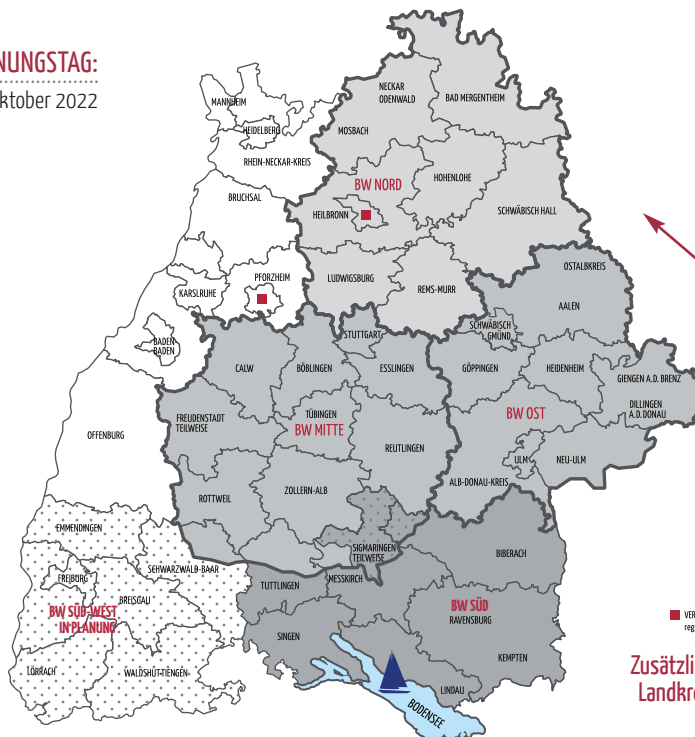 NUNGSTAG:
ktober 2022
NECKAR
ODENWALD
BAD MERGENTHEIM
MANNHEIM
HEIDELBERG
MOSBACH
RHEIN-NECKAR-KREIS
BW NORD
HOHENLOHE
BRUCHSAL
HEILBRONN
SCHWÄBISCH HALL
OSTALBKREIS
PFORZHEIM
LUDWIGSBURG
REMS-MURR
KARSLRUHE
AALEN
SCHWÄBISCH
GMÜND
STUTTGART
BADEN
BADEN
CALW
BÖBLINGEN
ESSLINGEN
GÖPPINGEN
HEIDENHEIM
GIENGEN A.D. BRENZ
DILLINGEN
A.D.DONAU
FREUDENSTADT
TEILWEISE
TÜBINGEN
BW MITTE
BW OST
OFFENBURG
REUTLINGEN
ULM
NEU-ULM
ALB-DONAU-KREIS
ROTTWEIL
ZOLLERN-ALB
EMMENDINGEN
SIGMARINGEN
TEILWEISE
BIBERACH
SCHWARZWALD-BAAR
FREIBURG
TUTTLINGEN
MESSKIRCH
BREISGAU
BW SÜD-WEST
IN PLANUNG
BW SÜD
RAVENSBURG
SINGEN
VER
reg
LÖRRACH
WALDSHUT-TIENGEN
KEMPTEN
LINDAU
BODENSEE
Zusätzli
Landkre